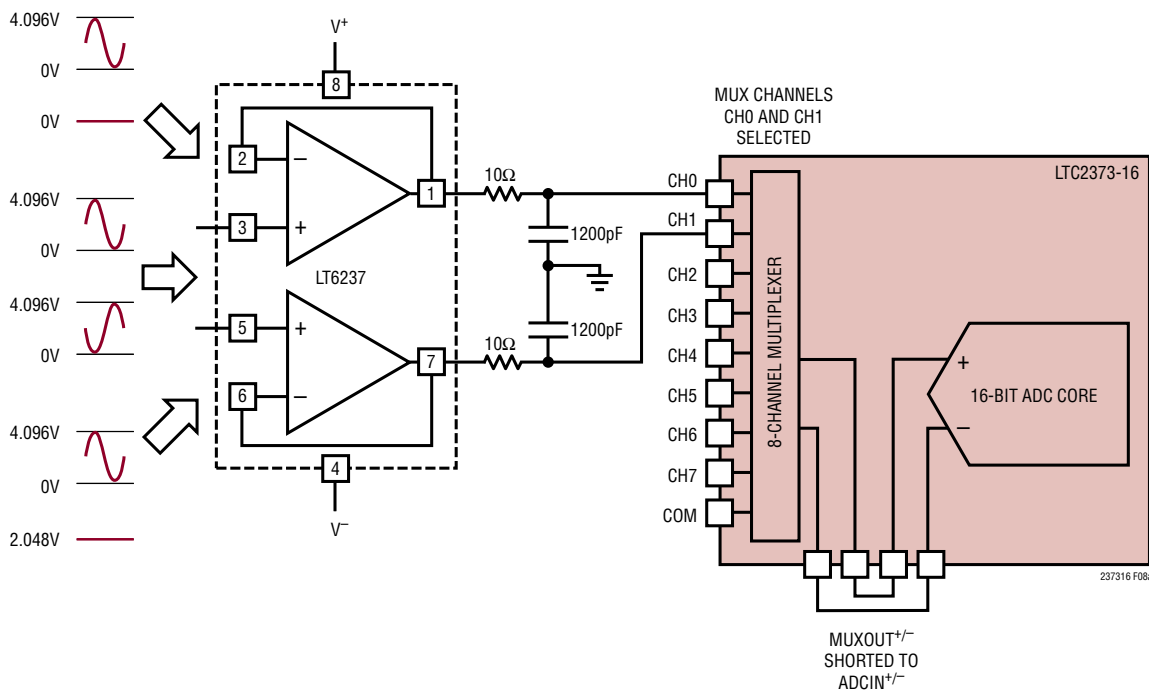 4.096V
0V
0V
4.096V
0V
4.096V
0V
4.096V
0V
2.048V
V+
8
2
−
3
+
1
LT6237
5
+
6
−
7
4
V−
10Ω
1200pF
1200pF
10Ω
MUX CHANNELS
CH0 AND CH1
SELECTED
LTC2373-16
CH0
CH1
CH2
CH3
CH4
CH5
CH6
CH7
COM
8-CHANNEL MULTIPLEXER
+
16-BIT ADC CORE
−
237316 F08a
MUXOUT+/−
SHORTED TO
ADCIN+/−